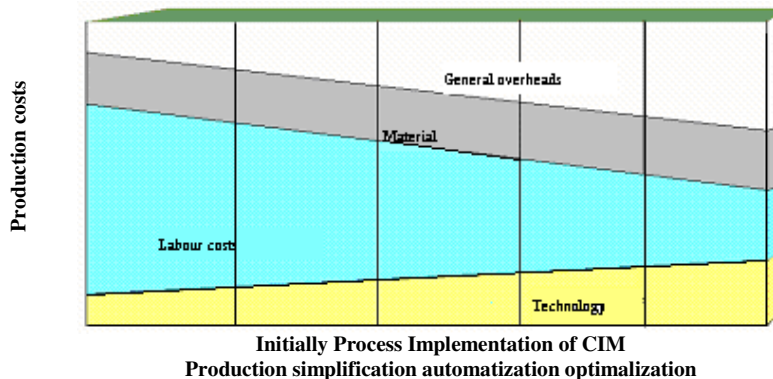 Production costs
General overheads
Material
Labour costs
Technology
Initially Process Implementation of CIM
Production simplification automatization optimalization